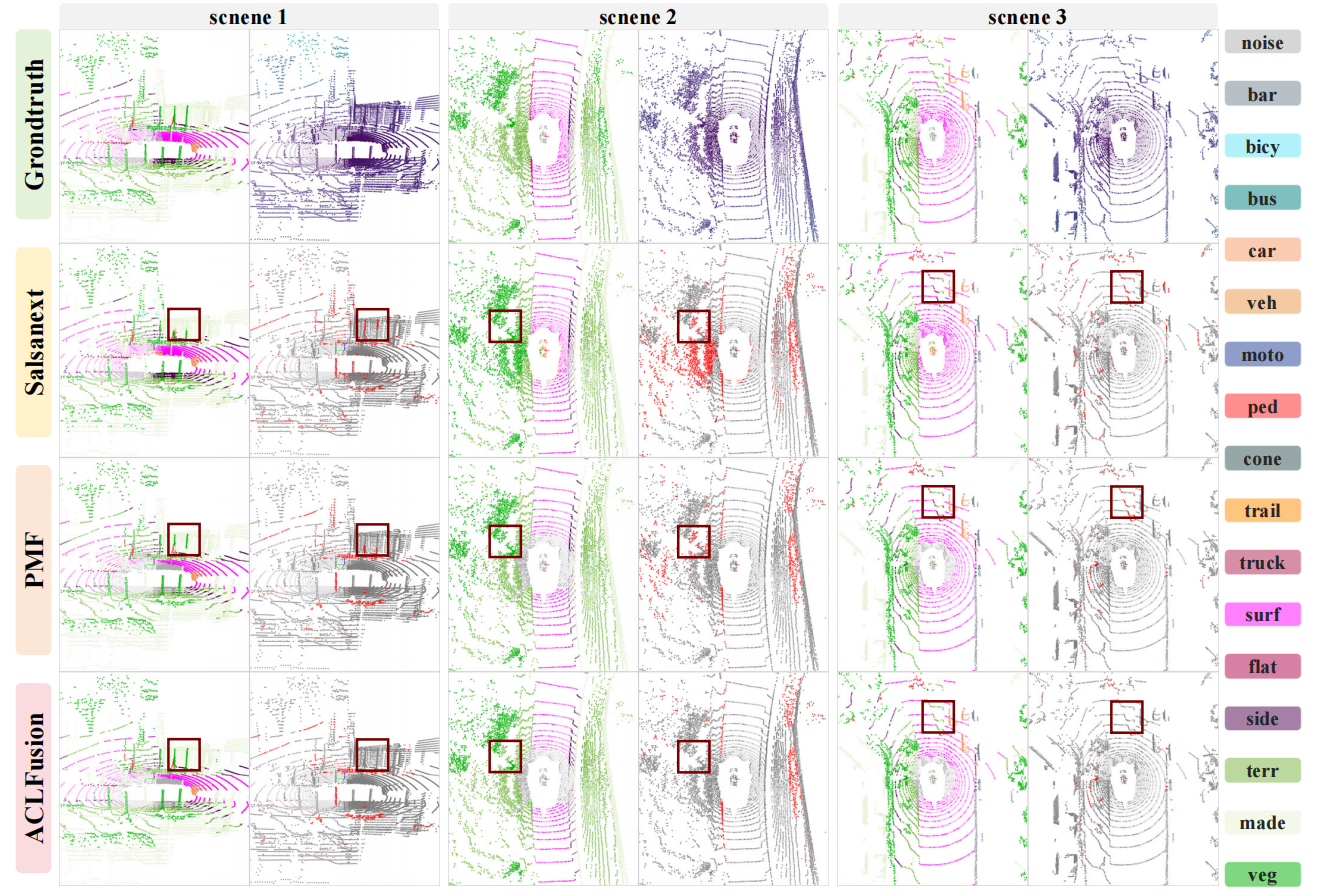 scnene 1
scnene 2
scnene 3
Grondtruth
Salsanext
PMF
ACLFusion
noise
bar
bicy
bus
car
veh
moto
ped
cone
trail
truck
surf
flat
side
terr
made
veg